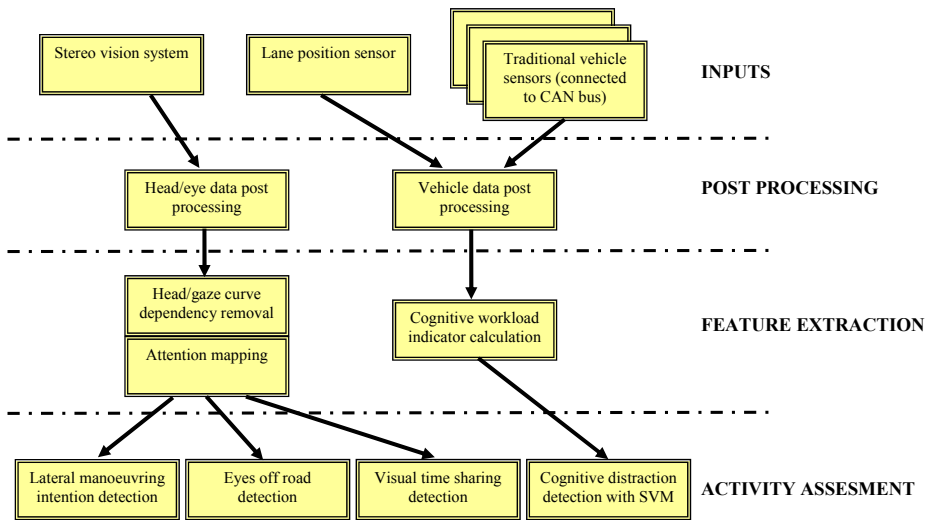 Stereo vision system
Lane position sensor
Traditional vehicle
sensors (connected
to CAN bus)
INPUTS
Head/eye data post
processing
Vehicle data post
processing
POST PROCESSING
Head/gaze curve
dependency removal
Attention mapping
Cognitive workload
indicator calculation
FEATURE EXTRACTION
Lateral manoeuvring
intention detection
Eyes off road
detection
Visual time sharing
detection
Cognitive distraction
detection with SVM
ACTIVITY ASSESMENT